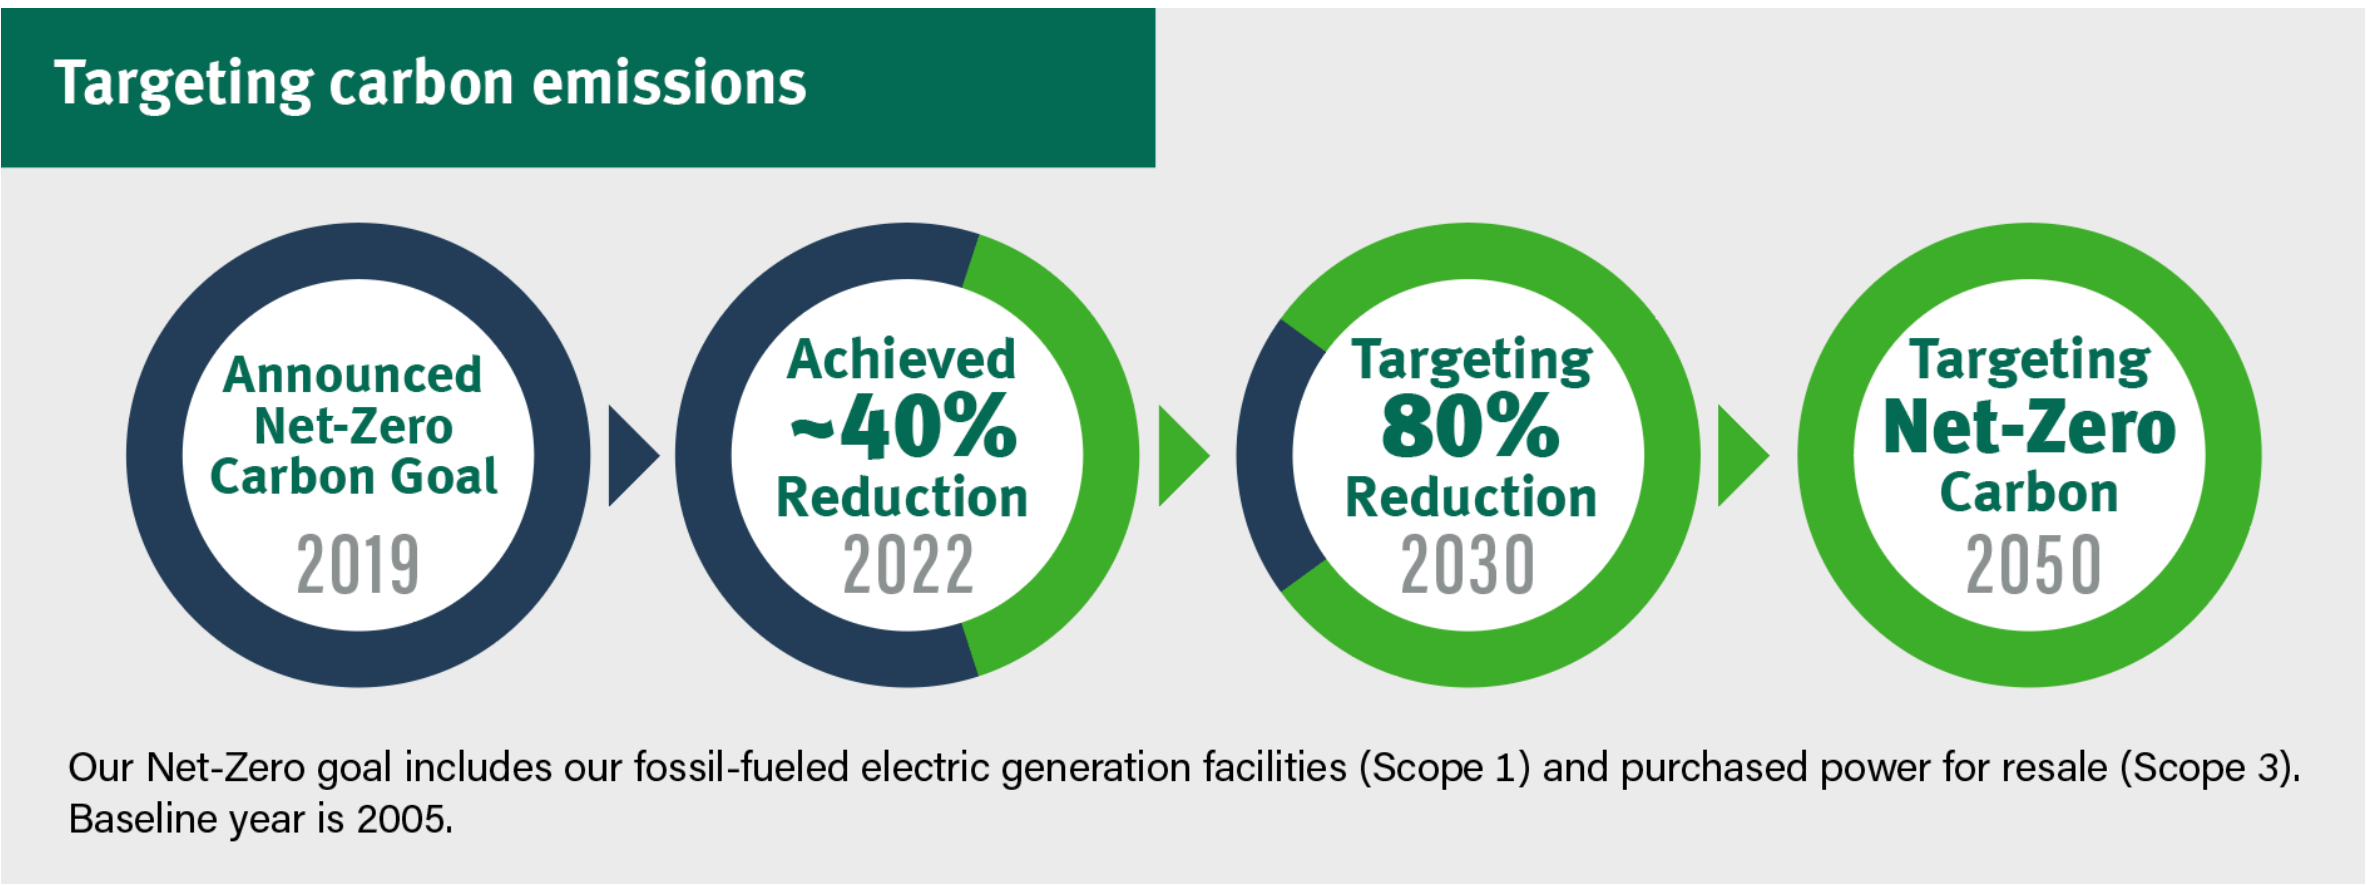 Targeting carbon emissions
Announced
Net-Zero
Carbon Goal
2019
Achieved
~40%
Reduction
2022
Targeting
80%
Reduction
2030
Targeting
Net-Zero
Carbon
2050
Our Net-Zero goal includes our fossil-fueled electric generation facilities (Scope 1) and purchased power for resale (Scope 3).
Baseline year is 2005.